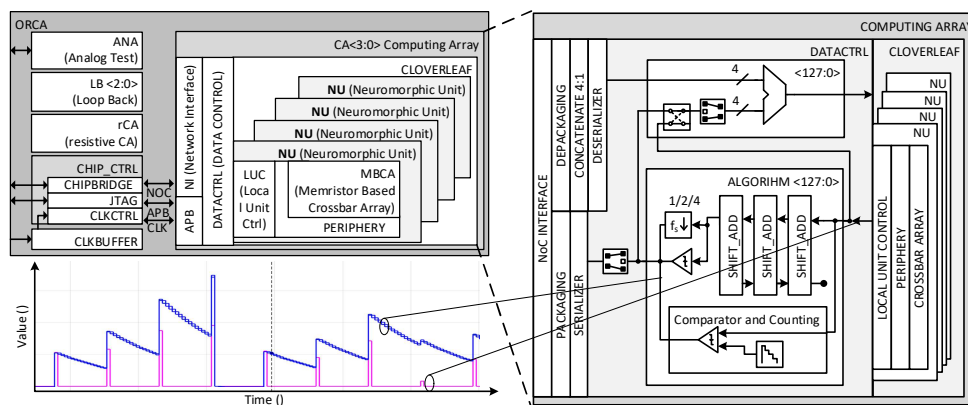 ORCA
ANA
(Analog Test)
LB <2:0>
(Loop Back)
rCA
(resistive CA)
CHIP_CTRL
CHIPBRIDGE
JTAG
CLKCTRL
CLKBUFFER
NOC
APB
CLK
CA<3:0> Computing Array
NI (Network Interface)
APB
DATACTRL (DATA CONTROL)
CLOVERLEAF
NU (Neuromorphic Unit)
NU (Neuromorphic Unit)
NU (Neuromorphic Unit)
NU (Neuromorphic Unit)
LUC
(Loca
l Unit
Ctrl)
MBCA
(Memristor Based
Crossbar Array)
PERIPHERY
Value ()
Time ()
COMPUTING ARRAY
NoC INTERFACE
DEPACKAGING
CONCATENATE 4:1
DESERIALIZER
PACKAGING
SERIALIZER
DATACTRL
<127:0>
4
4
ALGORIHM <127:0>
1/2/4
fs
SHIFT_ADD
SHIFT_ADD
SHIFT_ADD
Comparator and Counting
CLOVERLEAF
NU
NU
NU
NU
LOCAL UNIT CONTROL
PERIPHERY
CROSSBAR ARRAY